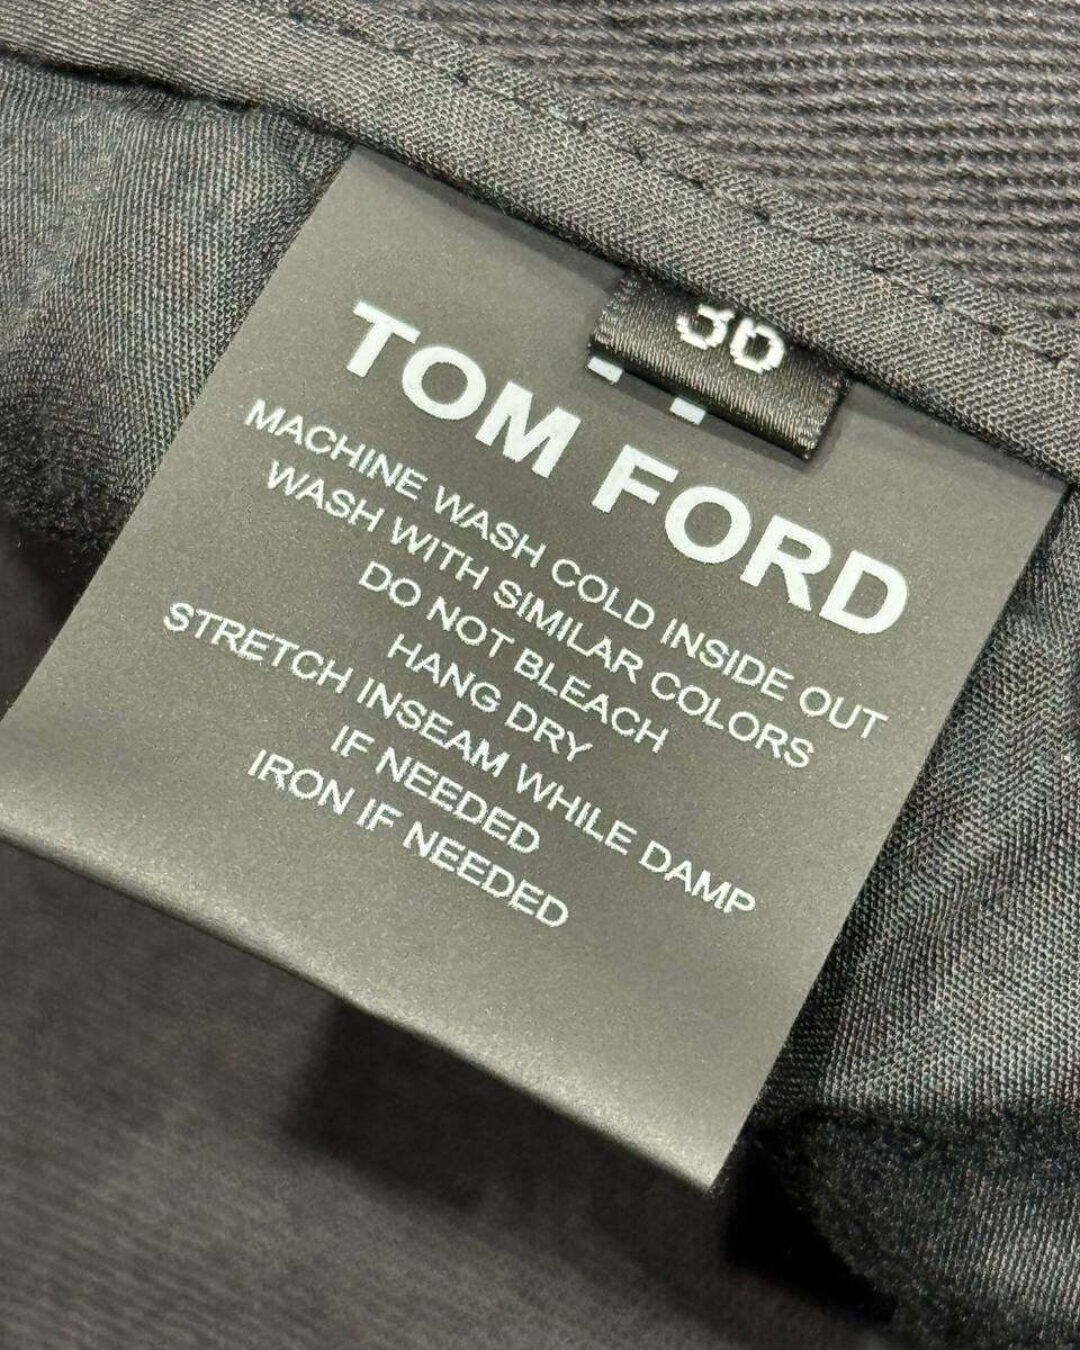 36
TOM FORD
MACHINE WASH COLD INSIDE OUT
WASH WITH SIMILAR COLORS
DO NOT BLEACH
HANG DRY
STRETCH INSEAM WHILE DAMP
IF NEEDED
IRON IF NEEDED